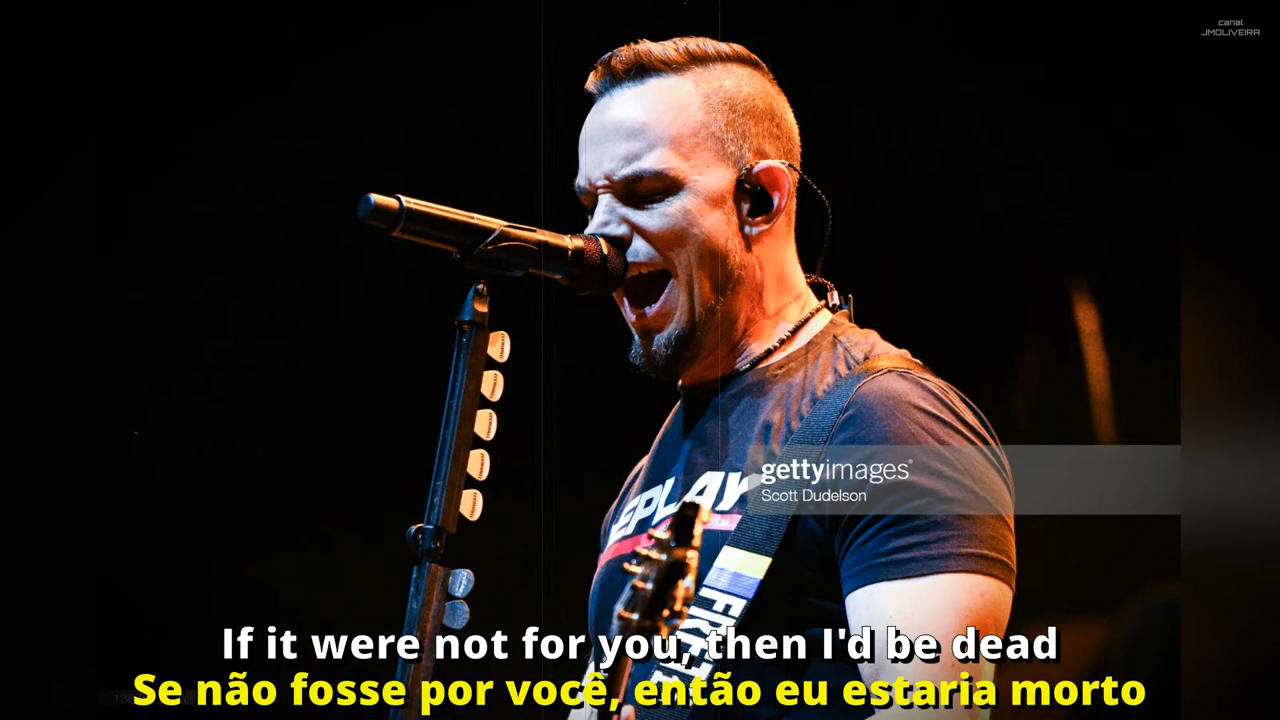 canal
JMOLIVEIRA
gettyimages®
Scott Dudelson
If it were not for you, then I'd be dead
Se não fosse por você, então eu estaria morto